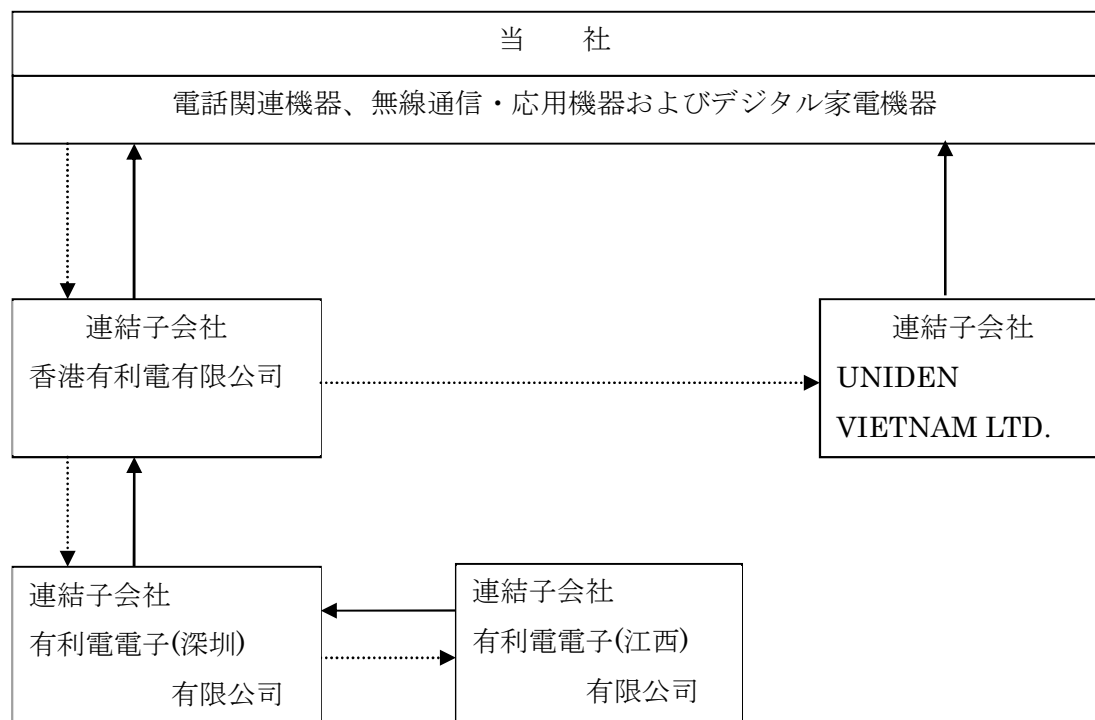 当　　社
電話関連機器、無線通信・応用機器およびデジタル家電機器
連結子会社
香港有利電有限公司
連結子会社
UNIDEN
VIETNAM LTD.
連結子会社
有利電電子(深圳)
有限公司
連結子会社
有利電電子(江西)
有限公司